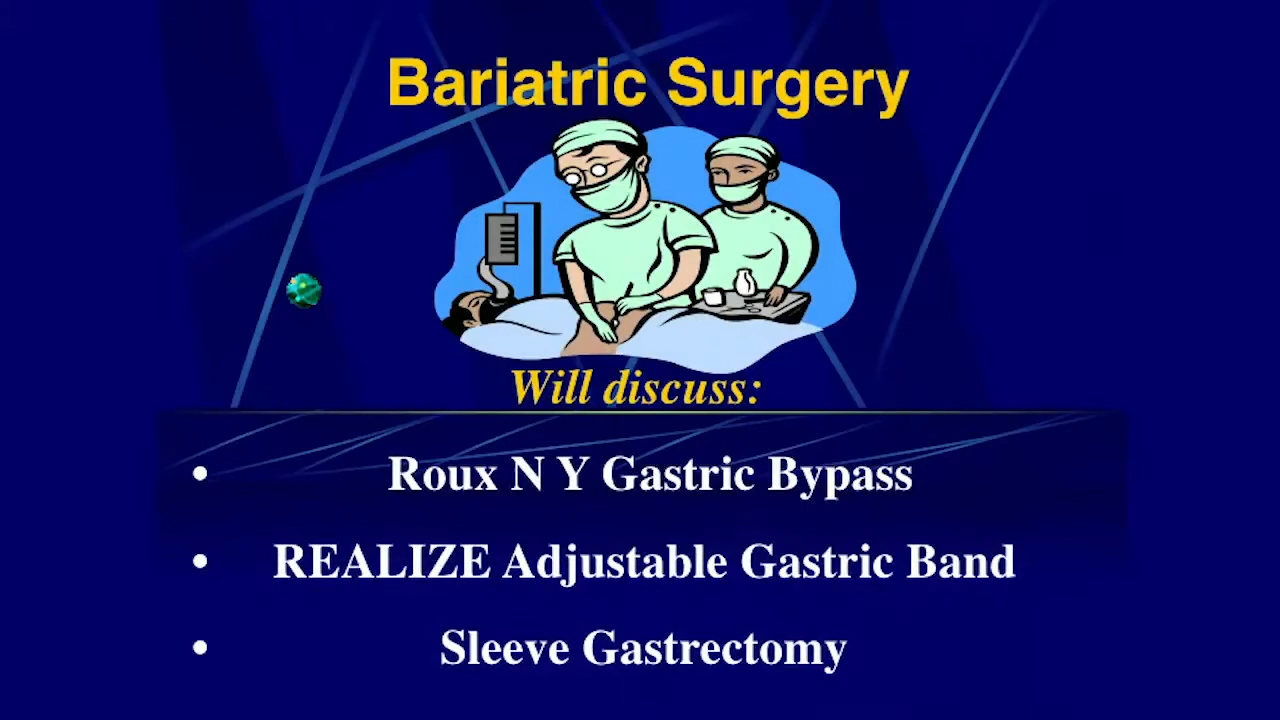 Bariatric Surgery
Will discuss:
• Roux N Y Gastric Bypass
• REALIZE Adjustable Gastric Band
• Sleeve Gastrectomy